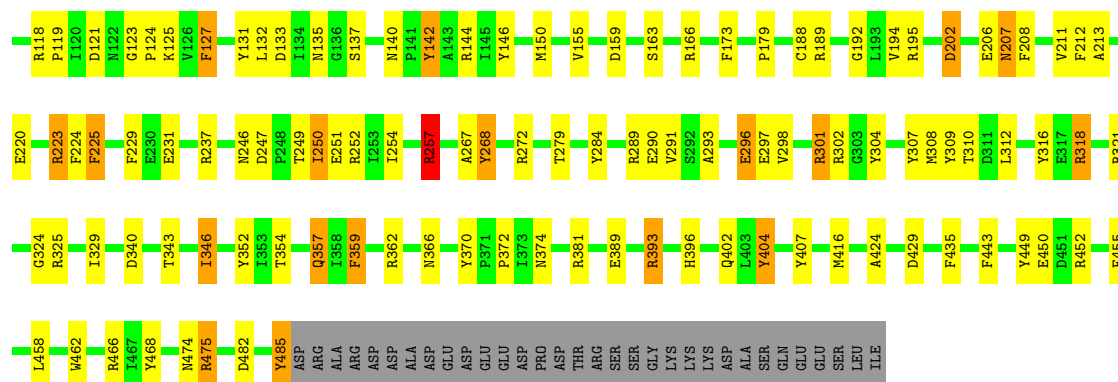 R118 P119 I120 D121 N122 G123 P124 K125 V126 F127 Y131 L132 D133 I134 N135 G136 S137 N140 P141 Y142 A143 R144 I145 Y146 M150 V155 D159 S163 R166 F173 P179 C188 R189 G192 L193 V194 R195 D202 E206 N207 F208 V211 F212 A213
E220 R223 F224 F225 F229 E230 E231 R237 N246 D247 P248 T249 I250 E251 R252 I253 I254 R257 A267 Y268 R272 T279 Y284 R289 E290 V291 S292 A293 E296 E297 V298 R301 R302 G303 Y304 Y307 M308 Y309 T310 D311 L312 Y316 E317 R318 R321
G324 R325 I329 D340 T343 I346 Y352 I353 T354 Q357 I358 F359 R362 N366 Y370 P371 P372 I373 N374 R381 E389 R393 H396 Q402 L403 Y404 Y407 M416 A424 D429 F435 F443 Y449 E450 D451 R452 E455
L458 W462 R466 I467 Y468 N474 R475 D482 Y485 ASP ARG ALA ARG ASP ASP ALA ASP GLU ASP GLU GLU ASP PRO ASP THR ARG SER SER GLY LYS LYS LYS ASP ALA SER GLN GLU GLU SER LEU ILE